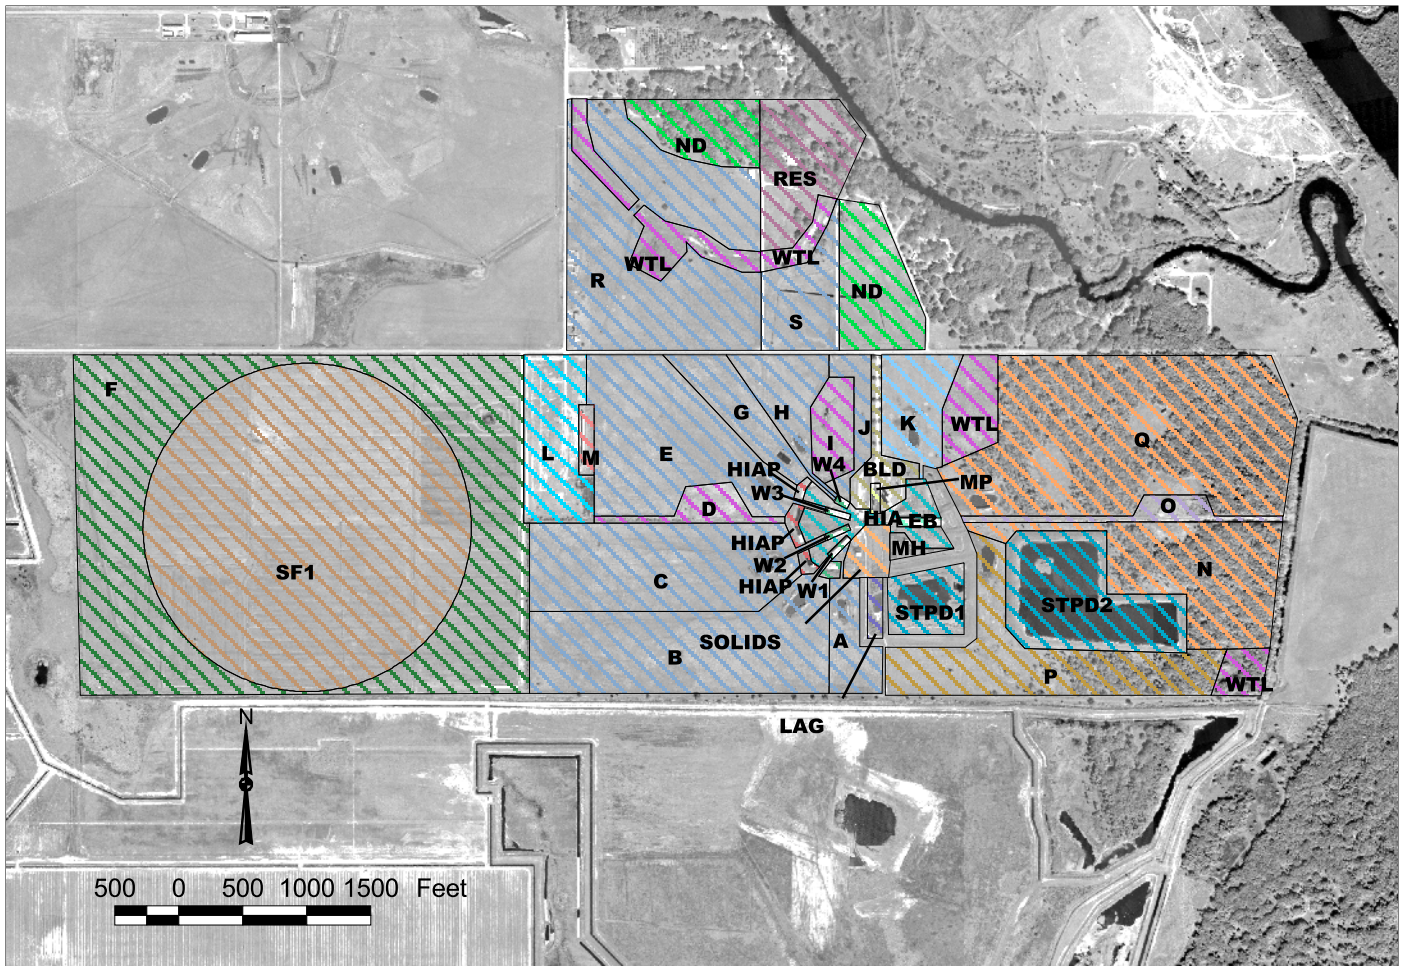 ND
RES
WTL
WTL
R
ND
S
F
G
H
K
J
WTL
Q
I
L
M
E
W4
HIAP
BLD
MP
W3
D
O
HIA
EB
HIAP
MH
W2
SF1
C
HIAP
W1
N
STPD1
STPD2
SOLIDS
A
B
P
WTL
N
LAG
500 0 500 1000 1500 Feet